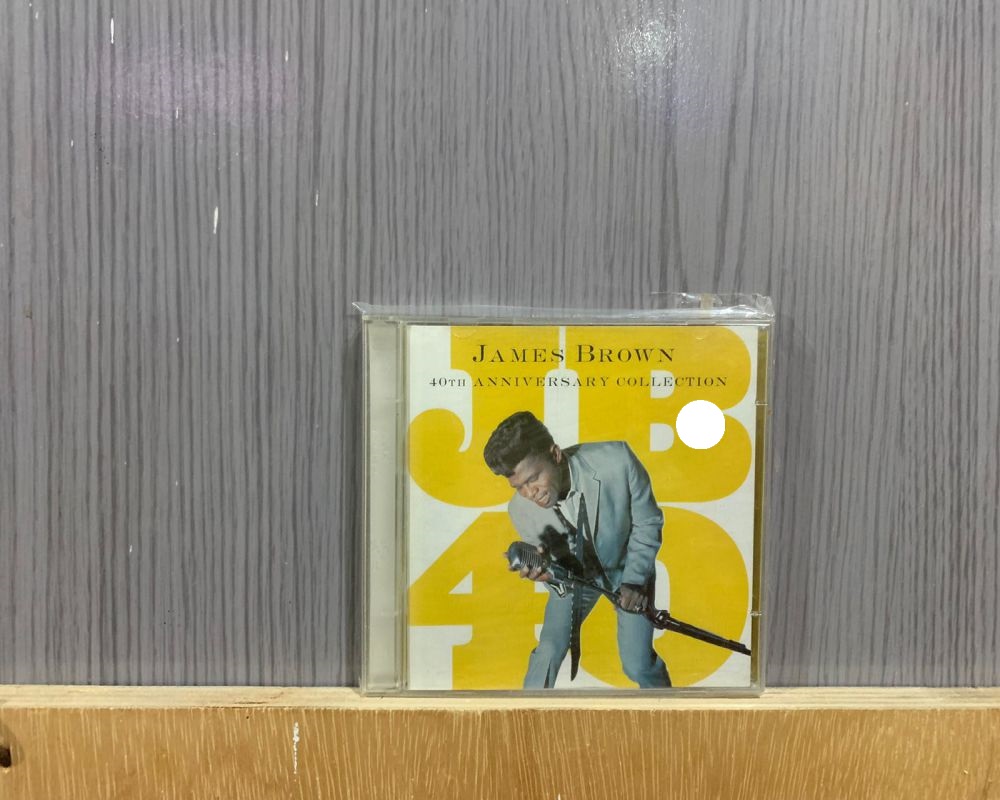 JB
JAMES BROWN
40TH ANNIVERSARY COLLECTION
40